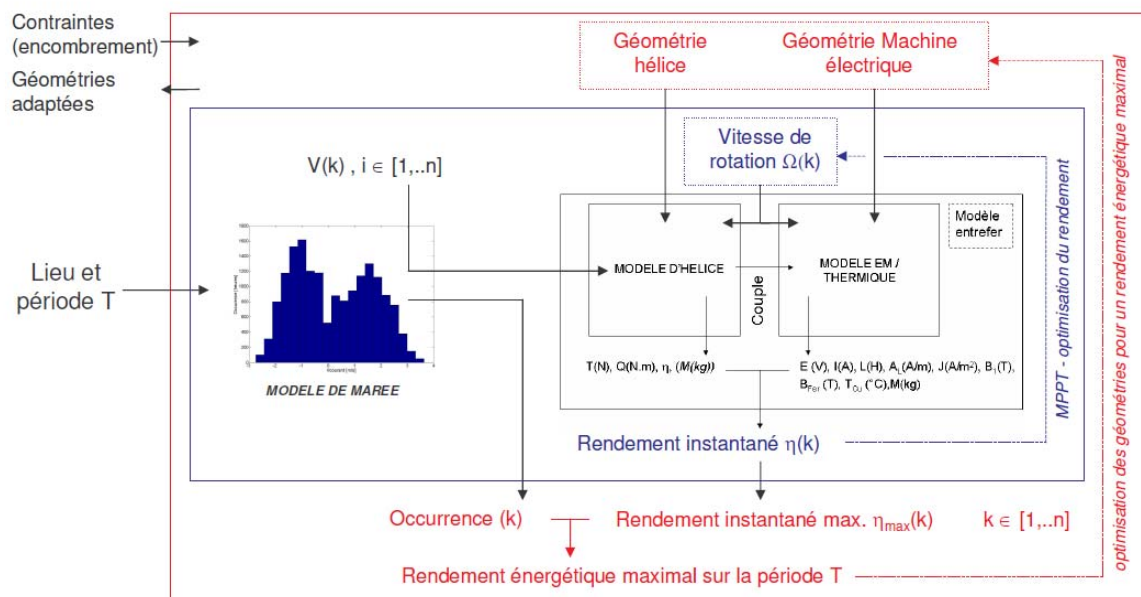 Contraintes
(encombrement)
Géométries
adaptées
Géométrie
hélice
Géométrie Machine
électrique
Vitesse de
rotation Ω(k)
V(k) , i ∈ [1,..n]
Modèle
entrefer
MODELE D'HELICE
MODELE EM /
THERMIQUE
Couple
Lieu et
période T
MODELE DE MAREE
T(N), Q(N.m), η, (M(kg))
E (V), I(A), L(H), A_L(A/m), J(A/m²), B_1(T),
B_Fer (T), T_Cu (°C),M(kg)
Rendement instantané η(k)
MPPT - optimisation du rendement
optimisation des géométries pour un rendement énergétique maximal
Occurrence (k)
Rendement instantané max. η_max(k)
k ∈ [1,..n]
Rendement énergétique maximal sur la période T